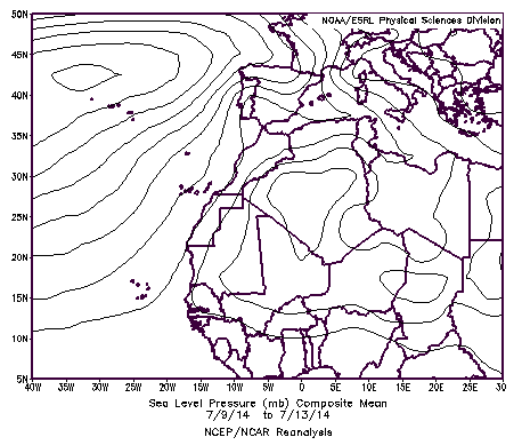 NOAA/ESRL Physical Sciences Division
50N
45N
40N
35N
30N
25N
20N
15N
10N
5N
40W 35W 30W 25W 20W 15W 10W 5W 0 5E 10E 15E 20E 25E 30
Sea Level Pressure (mb) Composite Mean
7/9/14 to 7/13/14
NCEP/NCAR Reanalysis